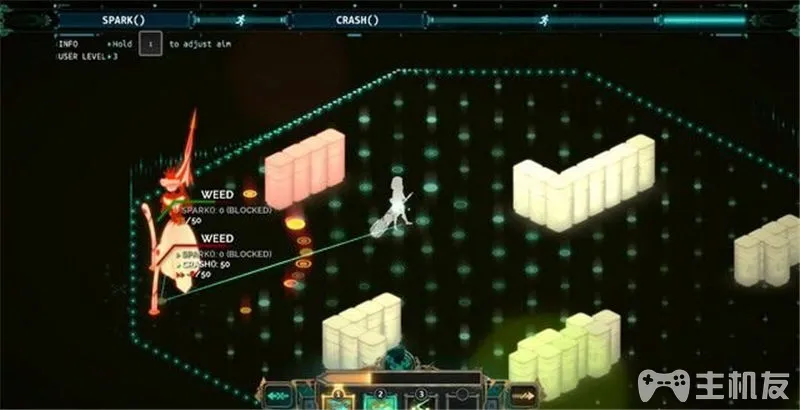 SPARK()
CRASH()
INFO Hold 1 to adjust aim
USER LEVEL 3
WEED
SPARK(): 0 (BLOCKED)
/50
WEED
SPARK(): 0 (BLOCKED)
CRASH(): 50
/50
1 2 3
主机友